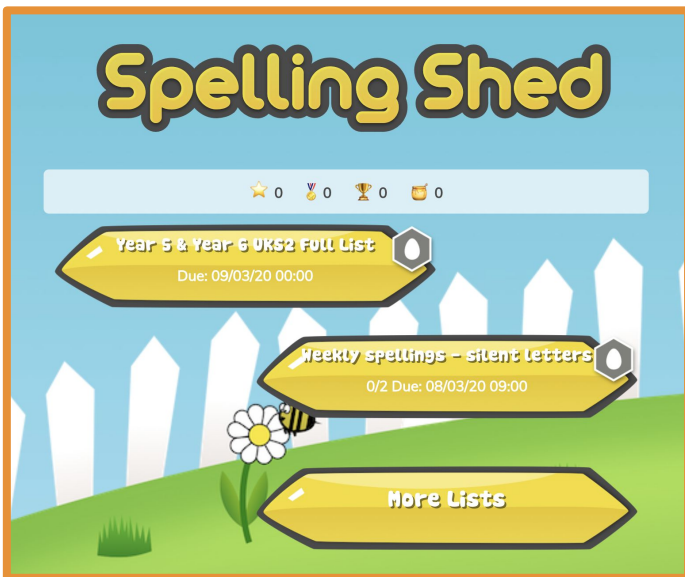 Spelling Shed
0 0 0 0
Year 5 & Year 6 UKS2 Full List
Due: 09/03/20 00:00
Weekly spellings - silent letters
0/2 Due: 08/03/20 09:00
More Lists